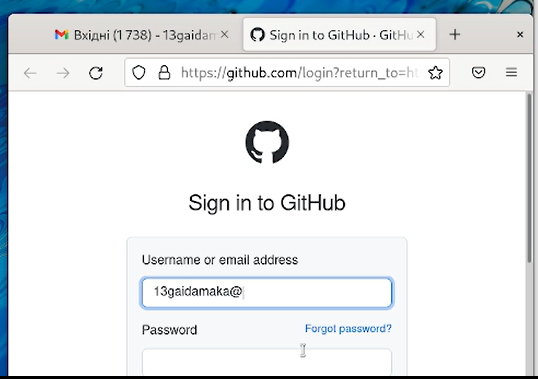 Вхідні (1 738) - 13gaidam
Sign in to GitHub · GitHu
https://github.com/login?return_to=ht
Sign in to GitHub
Username or email address
13gaidamaka@
Password
Forgot password?